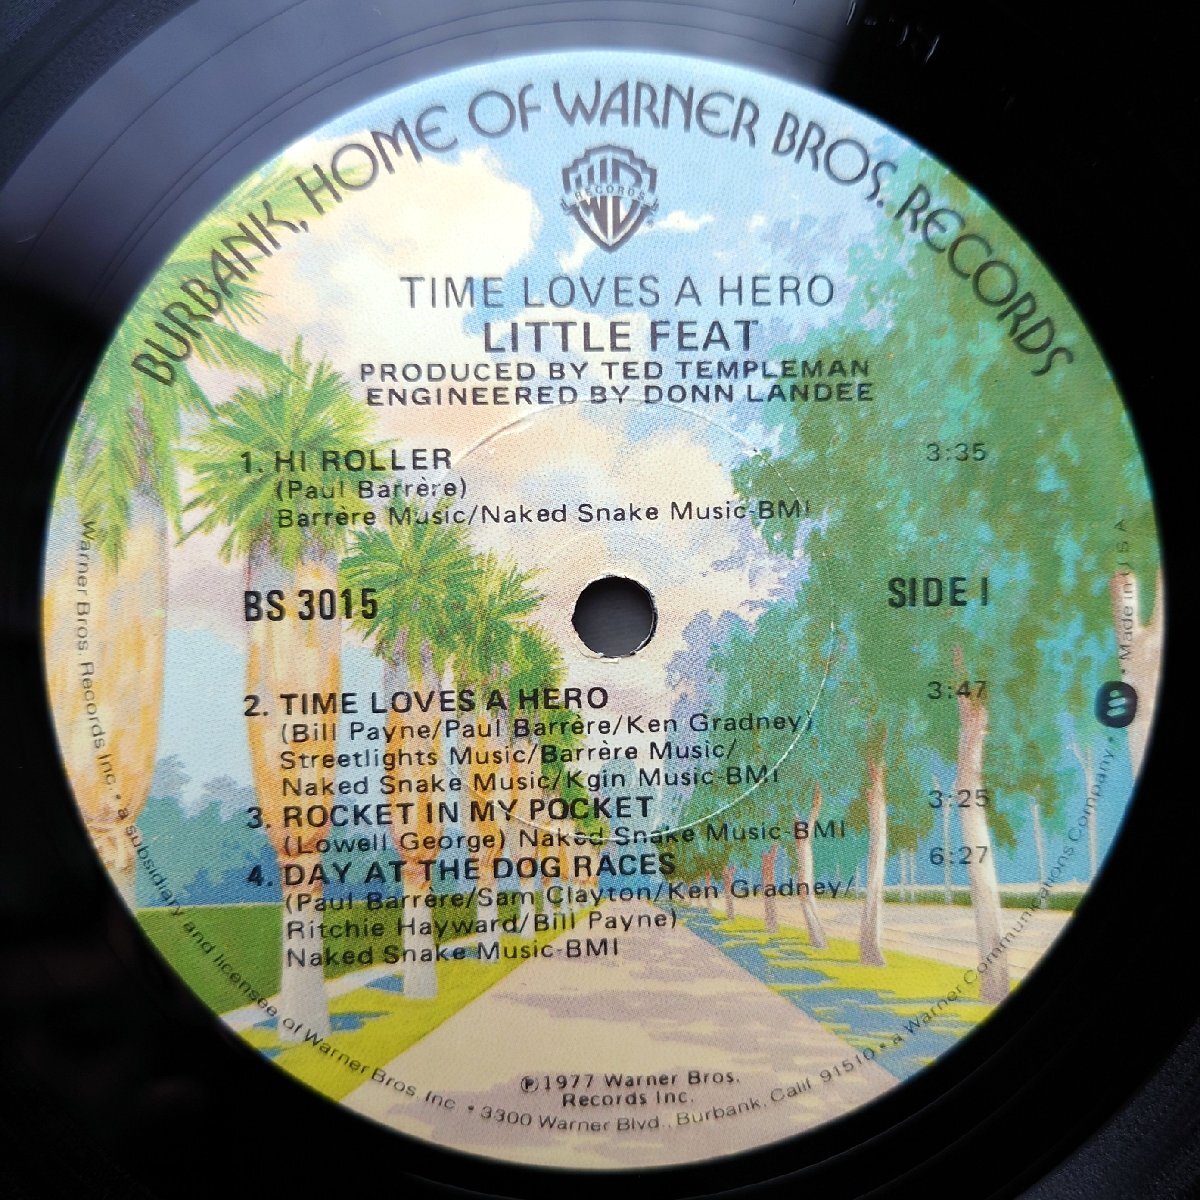 BURBANK, HOME OF WARNER BROS. RECORDS
RECORDS
TIME LOVES A HERO
LITTLE FEAT
PRODUCED BY TED TEMPLEMAN
ENGINEERED BY DONN LANDEE
1. HI ROLLER 3:35
(Paul Barrère)
Barrère Music/Naked Snake Music-BMI
BS 3015 SIDE I
2. TIME LOVES A HERO 3:47
(Bill Payne/Paul Barrère/Ken Gradney)
Streetlights Music/Barrère Music/
Naked Snake Music/Kgin Music-BMI
3. ROCKET IN MY POCKET 3:25
(Lowell George) Naked Snake Music-BMI
4. DAY AT THE DOG RACES 6:27
(Paul Barrère/Sam Clayton/Ken Gradney/
Ritchie Hayward/Bill Payne)
Naked Snake Music-BMI
℗1977 Warner Bros.
Records Inc.
Warner Bros. Records Inc. • a subsidiary and licensee of Warner Bros. Inc • 3300 Warner Blvd., Burbank, Calif. 91510 • a Warner Communications Company • Made in U S A